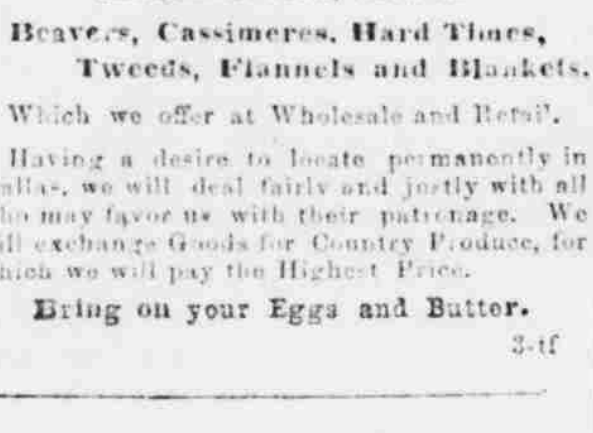 Beavers, Cassimeres, Hard Times,
Tweeds, Flannels and Blankets.
Which we offer at Wholesale and Retail.
Having a desire to locate permanently in
allas, we will deal fairly and justly with all
ho may favor us with their patronage. We
ill exchange Goods for Country Produce, for
hich we will pay the Highest Price.
Bring on your Eggs and Butter.
3-tf